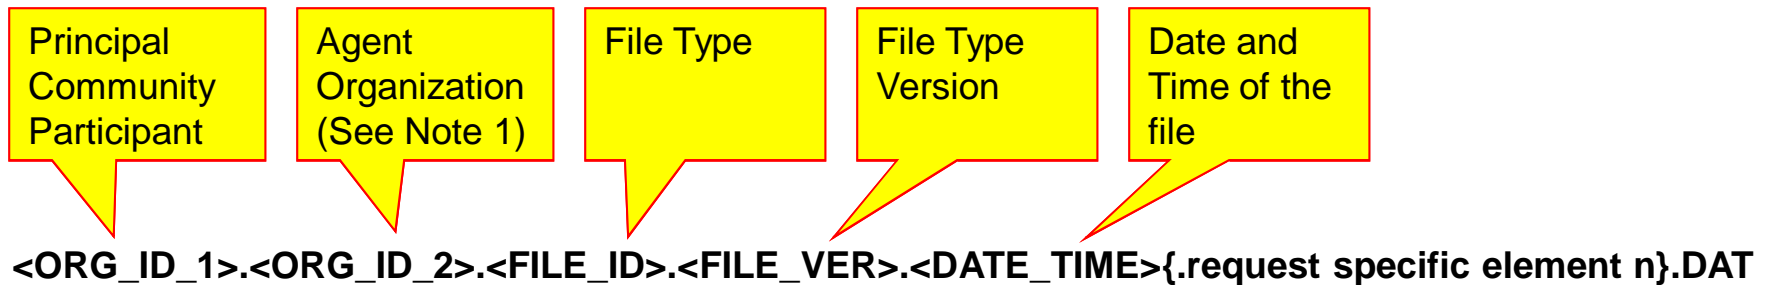 Principal
Community
Participant
Agent
Organization
(See Note 1)
File Type
File Type
Version
Date and
Time of the
file
<ORG_ID_1>.<ORG_ID_2>.<FILE_ID>.<FILE_VER>.<DATE_TIME>{.request specific element n}.DAT